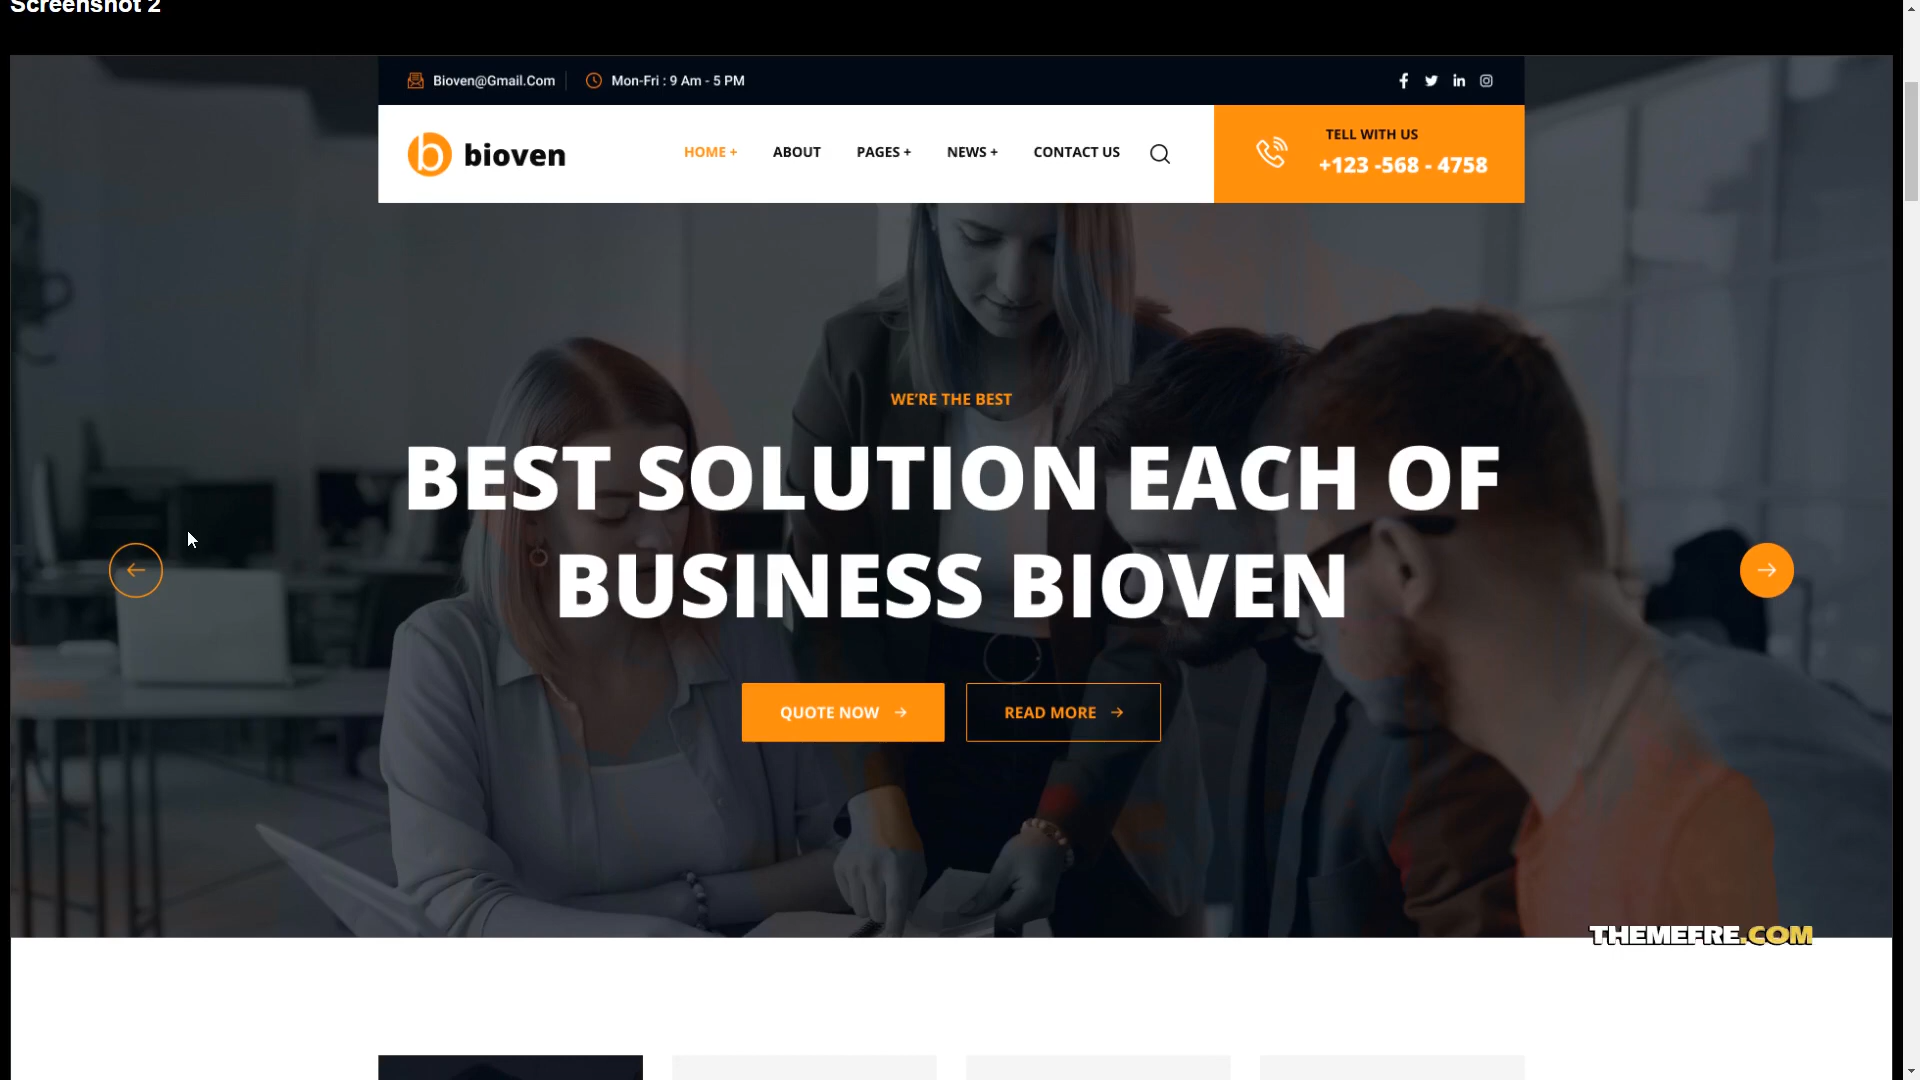 Screenshot 2
Bioven@Gmail.Com
Mon-Fri : 9 Am - 5 PM
bioven
HOME +
ABOUT
PAGES +
NEWS +
CONTACT US
TELL WITH US
+123 -568 - 4758
WE’RE THE BEST
BEST SOLUTION EACH OF
BUSINESS BIOVEN
QUOTE NOW
READ MORE
THEMEFRE.COM